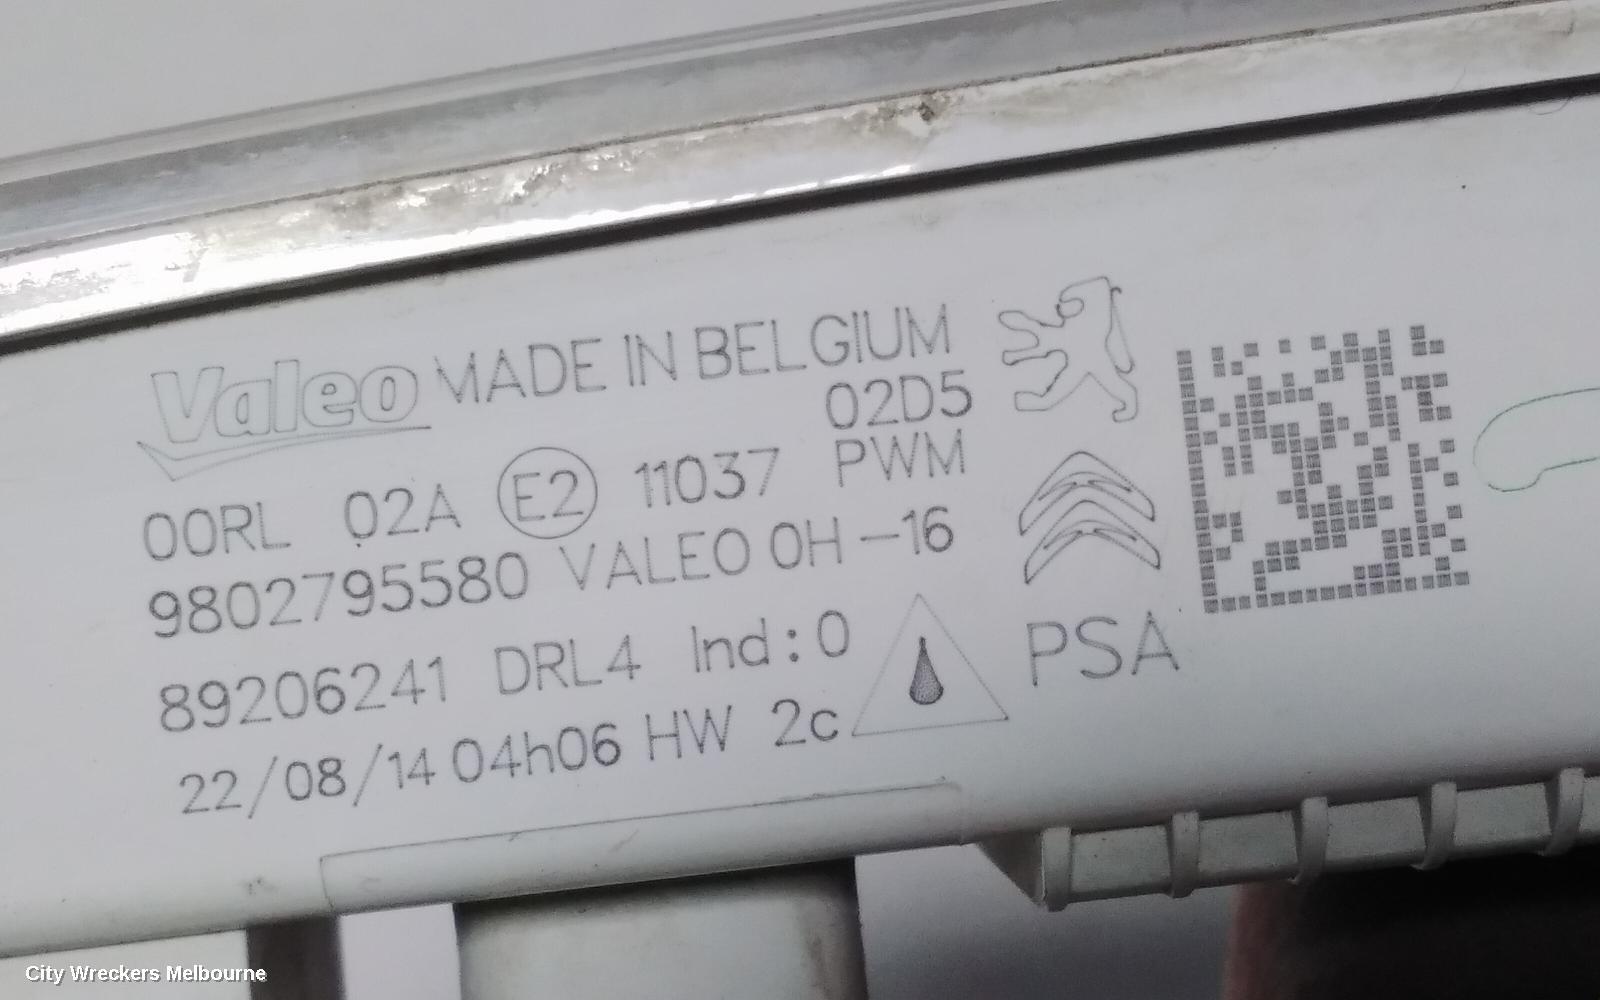 Valeo MADE IN BELGIUM
02D5
00RL 02A E2 11037 PWM
9802795580 VALEO 0H-16
89206241 DRL4 Ind:0
PSA
22/08/14 04h06 HW 2c
City Wreckers Melbourne